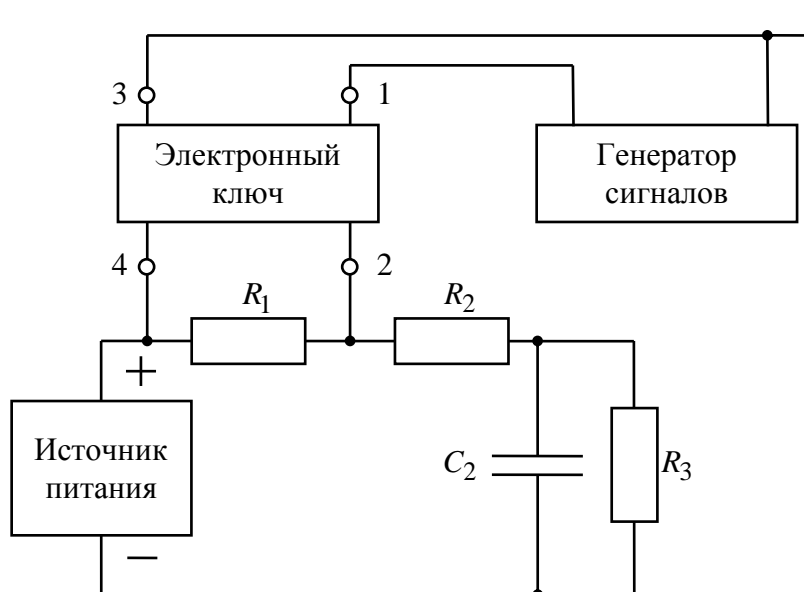 3
1
Электронный
ключ
Генератор
сигналов
4
2
R1
R2
+
Источник
питания
C2
R3
—